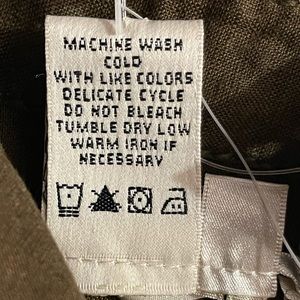 MACHINE WASH
COLD
WITH LIKE COLORS
DELICATE CYCLE
DO NOT BLEACH
TUMBLE DRY LOW
WARM IRON IF
NECESSARY